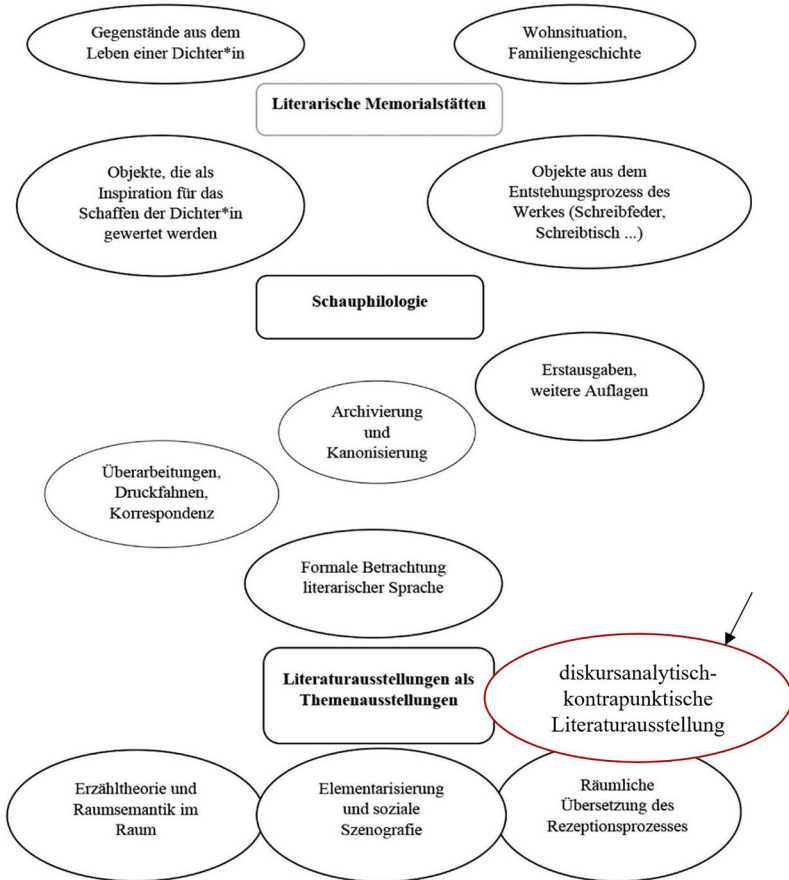 Gegenstände aus dem
Leben einer Dichter*in
Wohnsituation,
Familiengeschichte
Literarische Memorialstätten
Objekte, die als
Inspiration für das
Schaffen der Dichter*in
gewertet werden
Objekte aus dem
Entstehungsprozess des
Werkes (Schreibfeder,
Schreibtisch ...)
Schauphilologie
Erstausgaben,
weitere Auflagen
Archivierung
und
Kanonisierung
Überarbeitungen,
Druckfahnen,
Korrespondenz
Formale Betrachtung
literarischer Sprache
Literaturausstellungen als
Themenausstellungen
diskursanalytisch-
kontrapunktische
Literaturausstellung
Erzähltheorie und
Raumsemantik im
Raum
Elementarisierung
und soziale
Szenografie
Räumliche
Übersetzung des
Rezeptionsprozesses